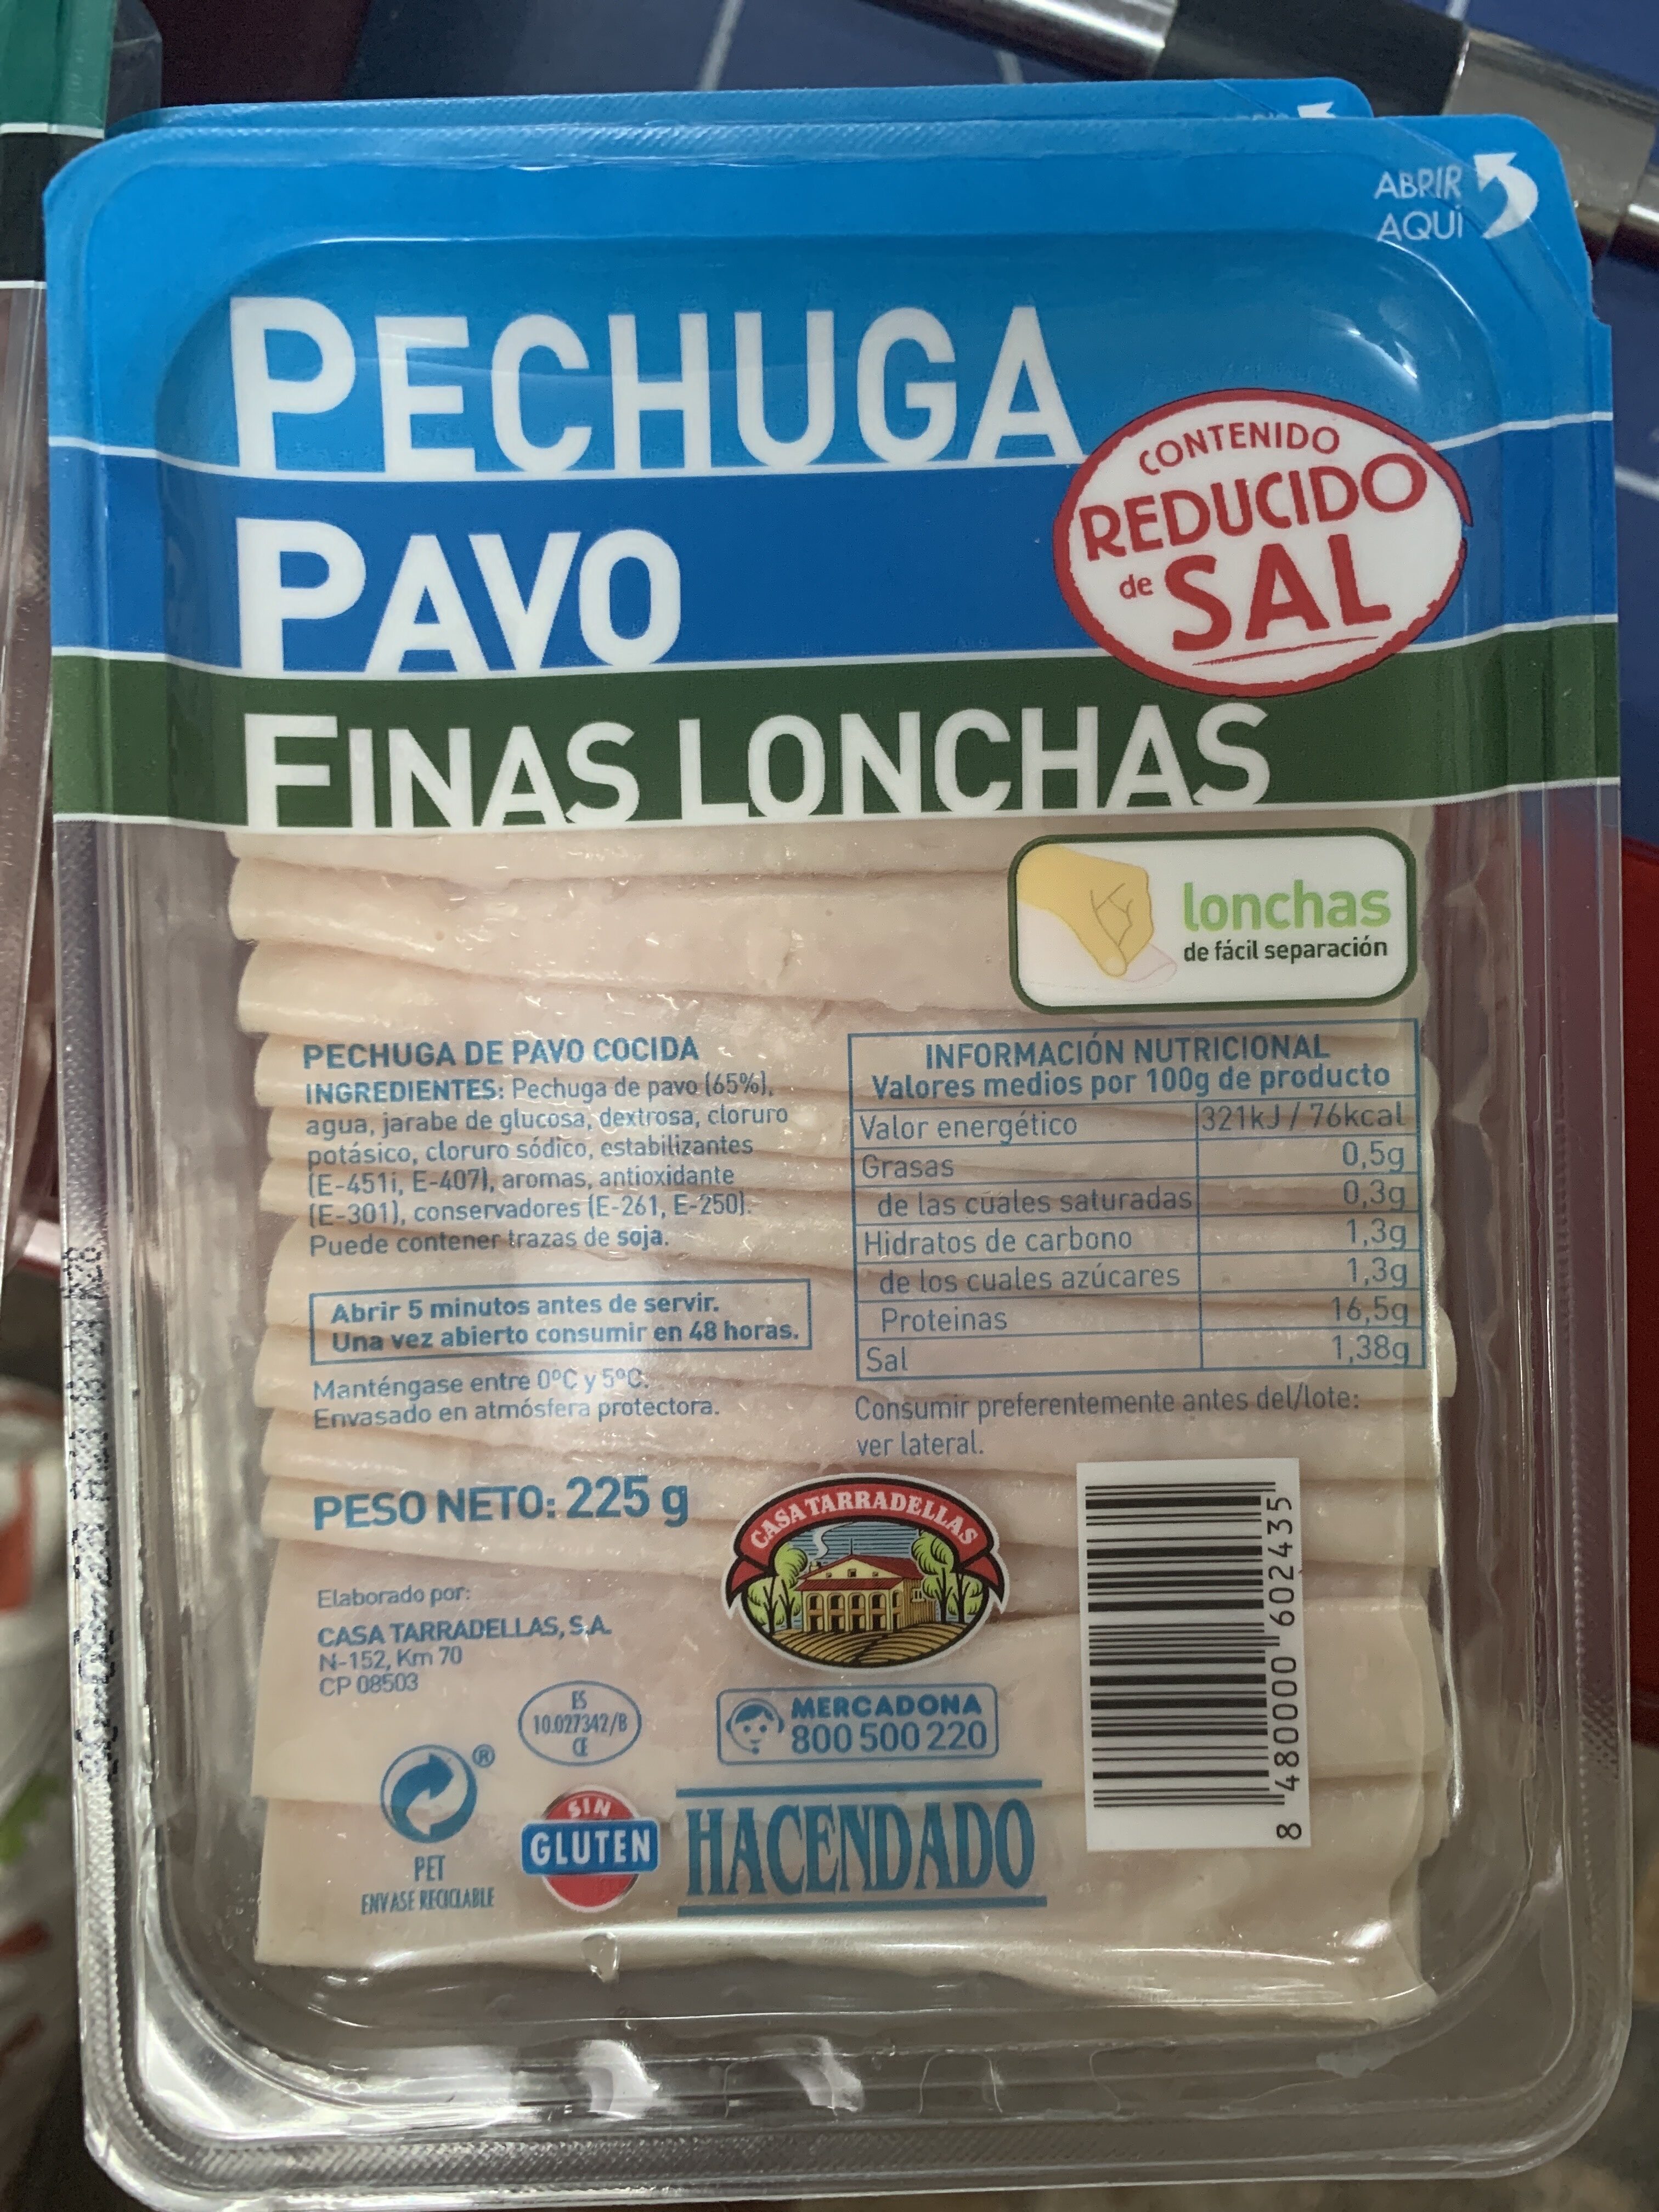 ABRIR
AQUÍ
PECHUGA
PAVO
FINAS LONCHAS
CONTENIDO
REDUCIDO
de SAL
lonchas
de fácil separación
PECHUGA DE PAVO COCIDA
INGREDIENTES: Pechuga de pavo (65%),
agua, jarabe de glucosa, dextrosa, cloruro
potásico, cloruro sódico, estabilizantes
(E-451i, E-407), aromas, antioxidante
(E-301), conservadores (E-261, E-250).
Puede contener trazas de soja.
Abrir 5 minutos antes de servir.
Una vez abierto consumir en 48 horas.
Manténgase entre 0ºC y 5ºC.
Envasado en atmósfera protectora.
PESO NETO: 225 g
INFORMACIÓN NUTRICIONAL
Valores medios por 100g de producto
Valor energético 321kJ / 76kcal
Grasas 0,5g
de las cuales saturadas 0,3g
Hidratos de carbono 1,3g
de los cuales azúcares 1,3g
Proteinas 16,5g
Sal 1,38g
Consumir preferentemente antes del/lote:
ver lateral.
CASA TARRADELLAS
Elaborado por:
CASA TARRADELLAS, S.A.
N-152, Km 70
CP 08503
ES
10.027342/B
CE
MERCADONA
800 500 220
PET
ENVASE RECICLABLE
SIN
GLUTEN
HACENDADO
8 480000 602435